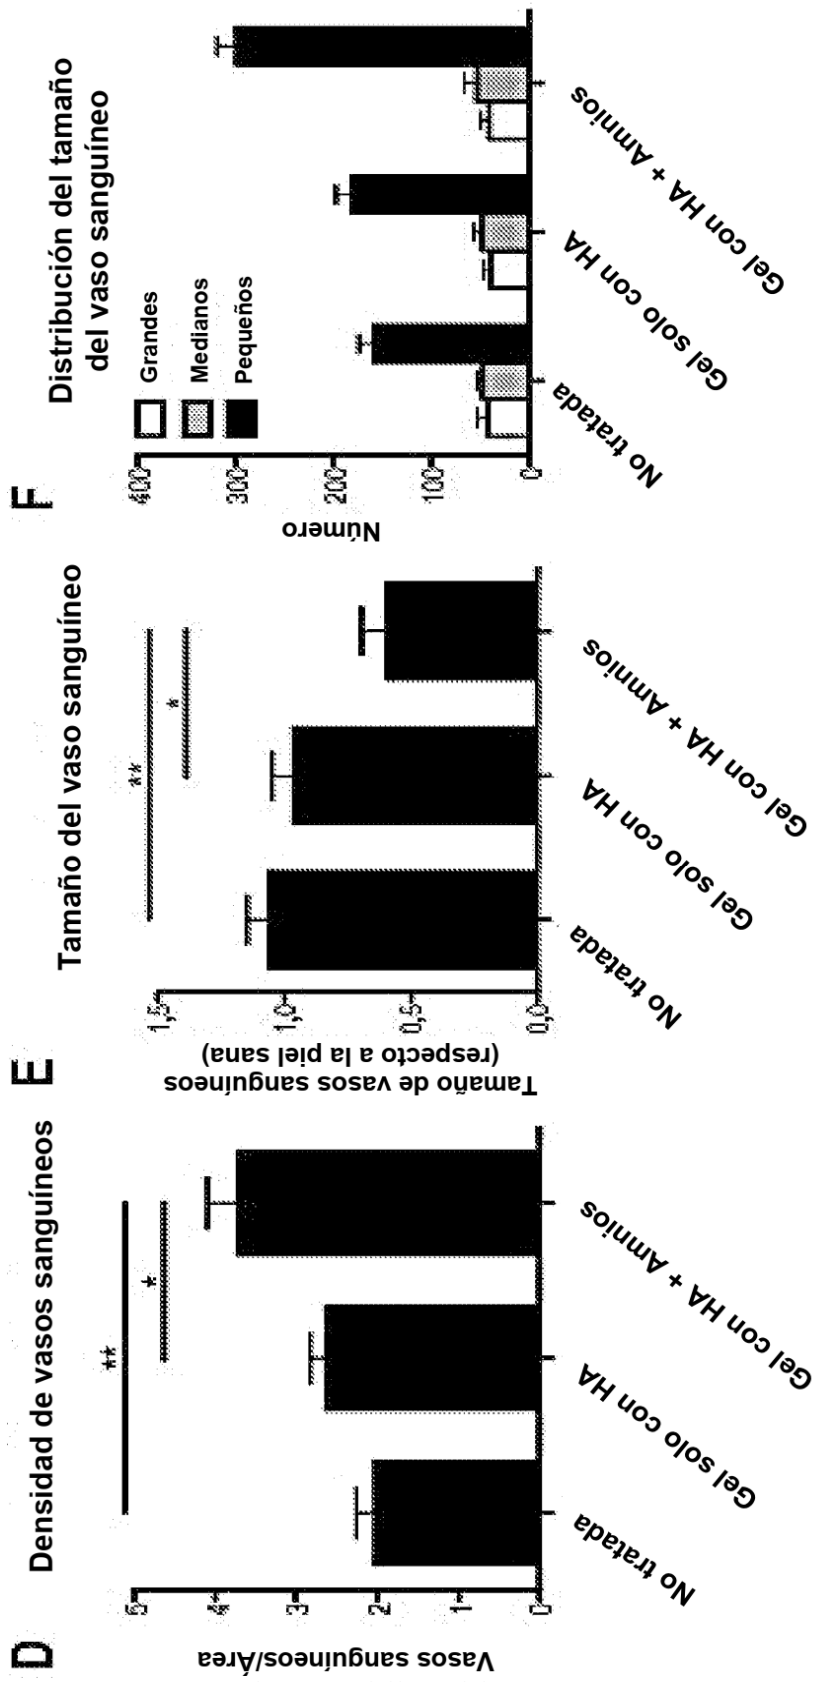 D
Densidad de vasos sanguíneos
Vasos sanguíneos/Área
5
4
3
2
1
0
**
*
No tratada
Gel solo con HA
Gel con HA + Amnios
E
Tamaño del vaso sanguíneo
Tamaño de vasos sanguíneos
(respecto a la piel sana)
1,5
1,0
0,5
0,0
**
*
No tratada
Gel solo con HA
Gel con HA + Amnios
F
Distribución del tamaño
del vaso sanguíneo
Grandes
Medianos
Pequeños
Número
400
300
200
100
0
No tratada
Gel solo con HA
Gel con HA + Amnios